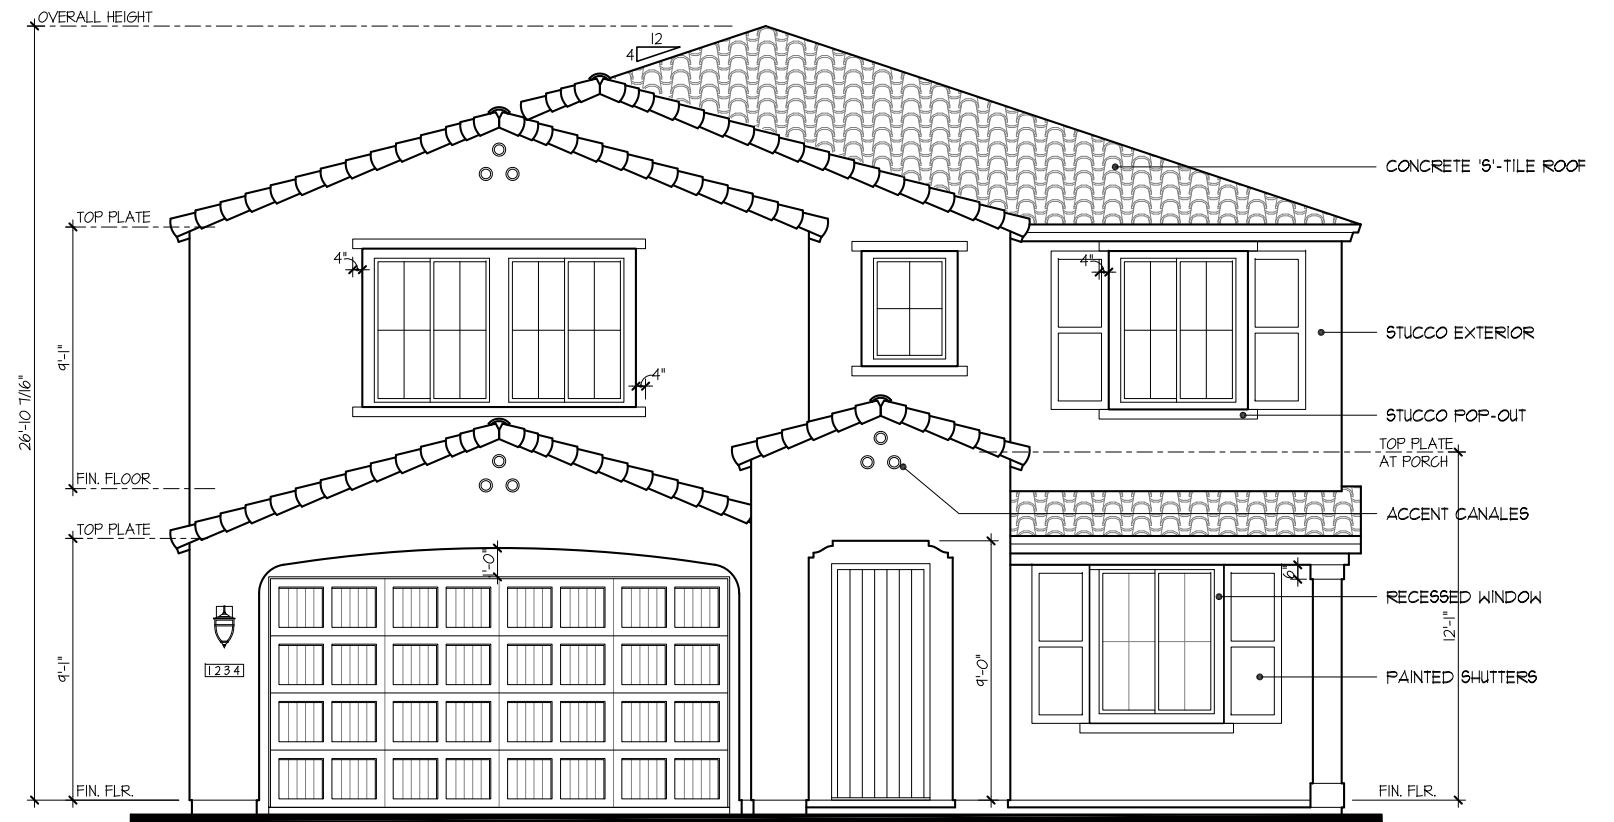 OVERALL HEIGHT
12
4
CONCRETE 'S'-TILE ROOF
TOP PLATE
4"
4"
STUCCO EXTERIOR
9'-1"
4"
26'-10 7/16"
STUCCO POP-OUT
TOP PLATE
AT PORCH
FIN. FLOOR
ACCENT CANALES
TOP PLATE
1'-0"
6"
RECESSED WINDOW
12'-1"
9'-1"
1234
9'-0"
PAINTED SHUTTERS
FIN. FLR.
FIN. FLR.